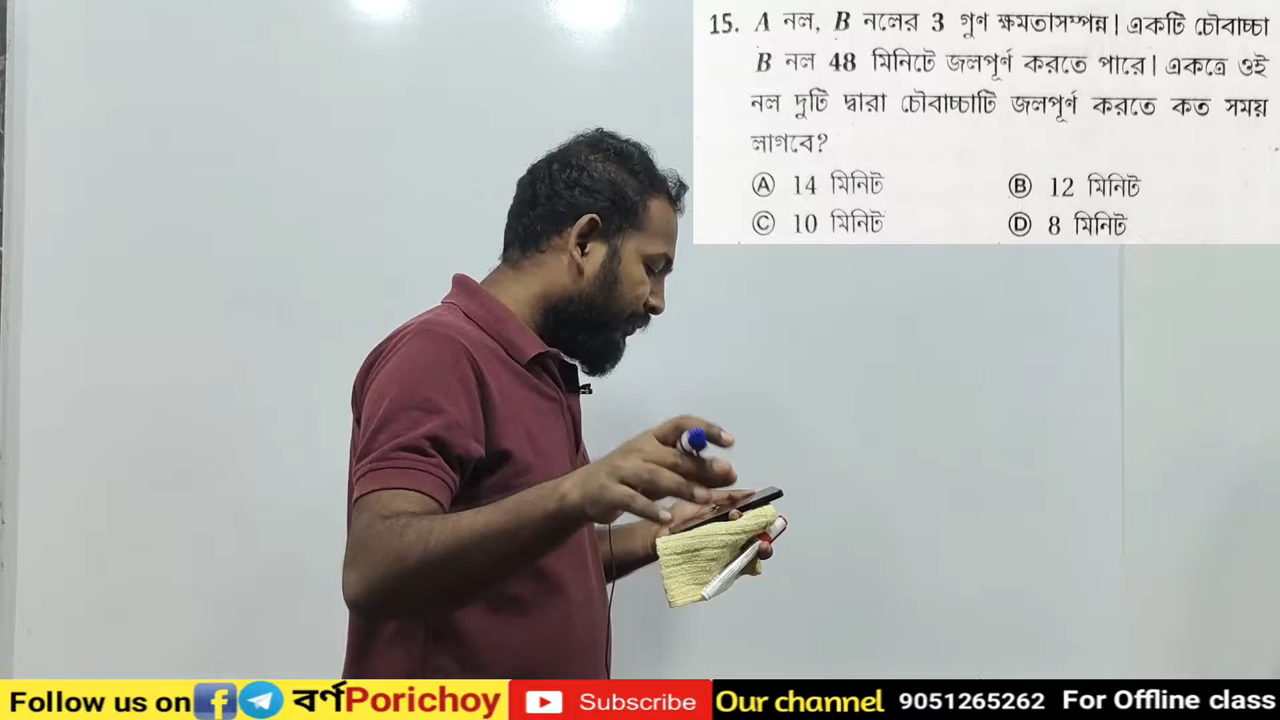 15. A নল, B নলের 3 গুণ ক্ষমতাসম্পন্ন। একটি চৌবাচ্চা
B নল 48 মিনিটে জলপূর্ণ করতে পারে। একত্রে ওই
নল দুটি দ্বারা চৌবাচ্চাটি জলপূর্ণ করতে কত সময়
লাগবে?
Ⓐ 14 মিনিট Ⓑ 12 মিনিট
Ⓒ 10 মিনিট Ⓓ 8 মিনিট
Follow us on বর্ণPorichoy Subscribe Our channel 9051265262 For Offline class